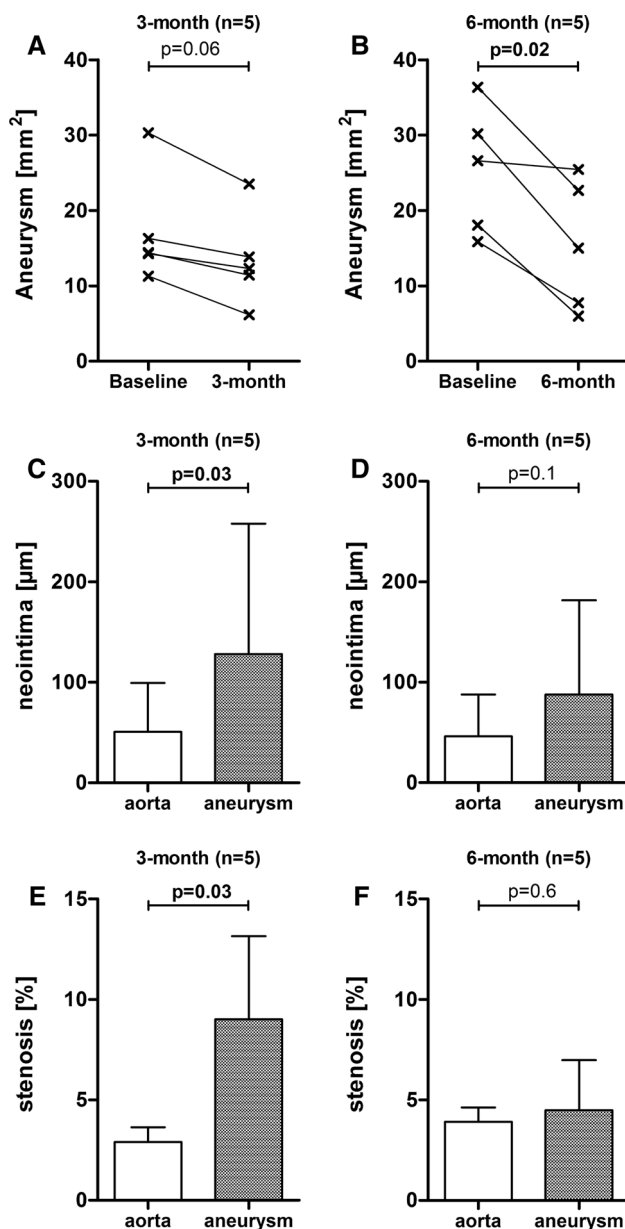 A
3-month (n=5)
p=0.06
Aneurysm [mm²]
40
30
20
10
0
Baseline 3-month
B
6-month (n=5)
p=0.02
Aneurysm [mm²]
40
30
20
10
0
Baseline 6-month
C
3-month (n=5)
p=0.03
neointima [µm]
300
200
100
0
aorta aneurysm
D
6-month (n=5)
p=0.1
neointima [µm]
300
200
100
0
aorta aneurysm
E
3-month (n=5)
p=0.03
stenosis [%]
15
10
5
0
aorta aneurysm
F
6-month (n=5)
p=0.6
stenosis [%]
15
10
5
0
aorta aneurysm